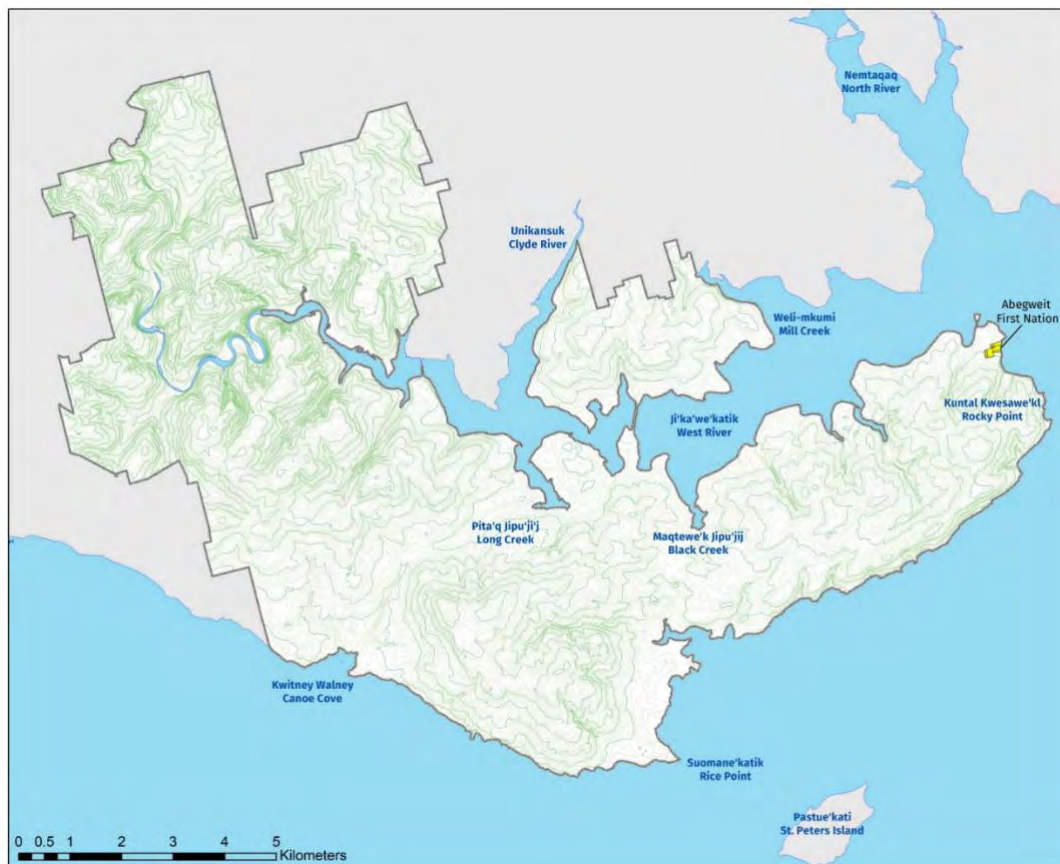 Nemtaqaq
North River
Unikansuk
Clyde River
Weli-mkumi
Mill Creek
Abegweit
First Nation
Kuntal Kwesawe'kl
Rocky Point
Ji'ka'we'katik
West River
Pita'q Jipu'ji'j
Long Creek
Maqtewe'k Jipu'jij
Black Creek
Kwitney Walney
Canoe Cove
Suomane'katik
Rice Point
Pastue'kati
St. Peters Island
0 0.5 1 2 3 4 5
Kilometers